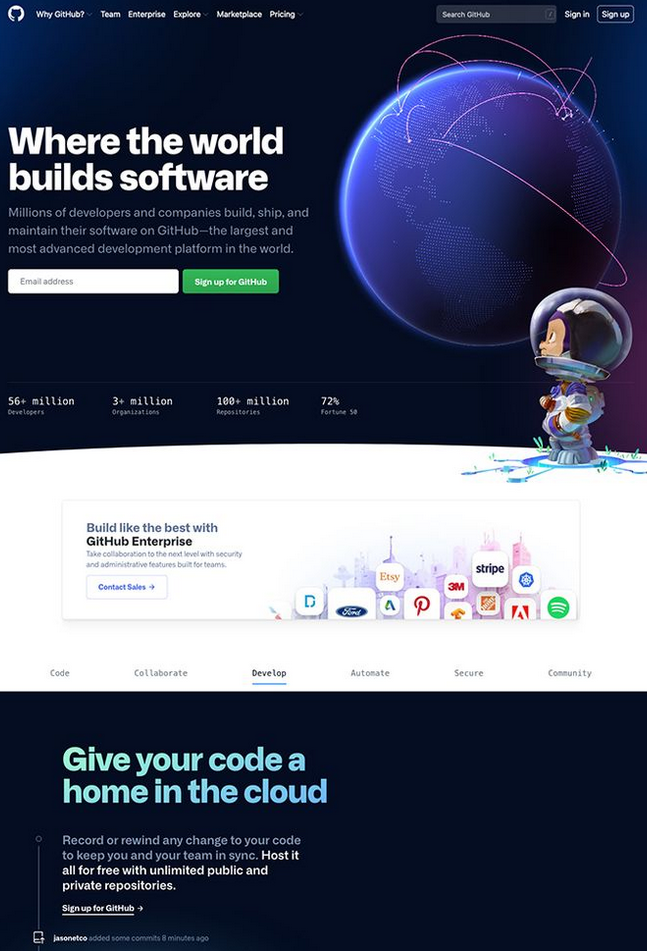 Why GitHub? Team Enterprise Explore Marketplace Pricing Search GitHub / Sign in Sign up
Where the world
builds software
Millions of developers and companies build, ship, and
maintain their software on GitHub—the largest and
most advanced development platform in the world.
Email address Sign up for GitHub
56+ million 3+ million 100+ million 72%
Developers Organizations Repositories Fortune 50
Build like the best with
GitHub Enterprise
Take collaboration to the next level with security
and administrative features built for teams.
Contact Sales →
stripe
Etsy
3M
Ford
Code Collaborate Develop Automate Secure Community
Give your code a
home in the cloud
Record or rewind any change to your code
to keep you and your team in sync. Host it
all for free with unlimited public and
private repositories.
Sign up for GitHub →
jasonetco added some commits 8 minutes ago